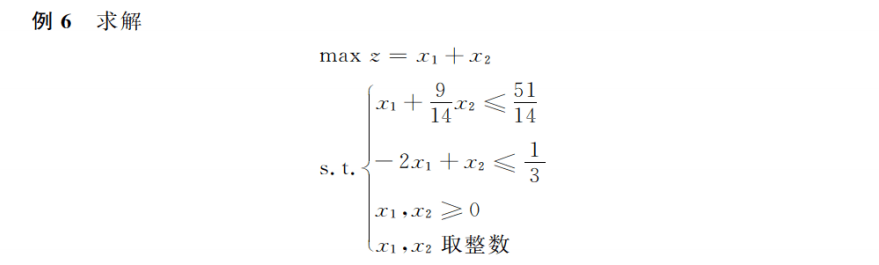 例 6 求解
max z = x₁ + x₂
s. t. { x₁ + 9/14 x₂ ≤ 51/14
− 2x₁ + x₂ ≤ 1/3
x₁, x₂ ≥ 0
x₁, x₂ 取整数